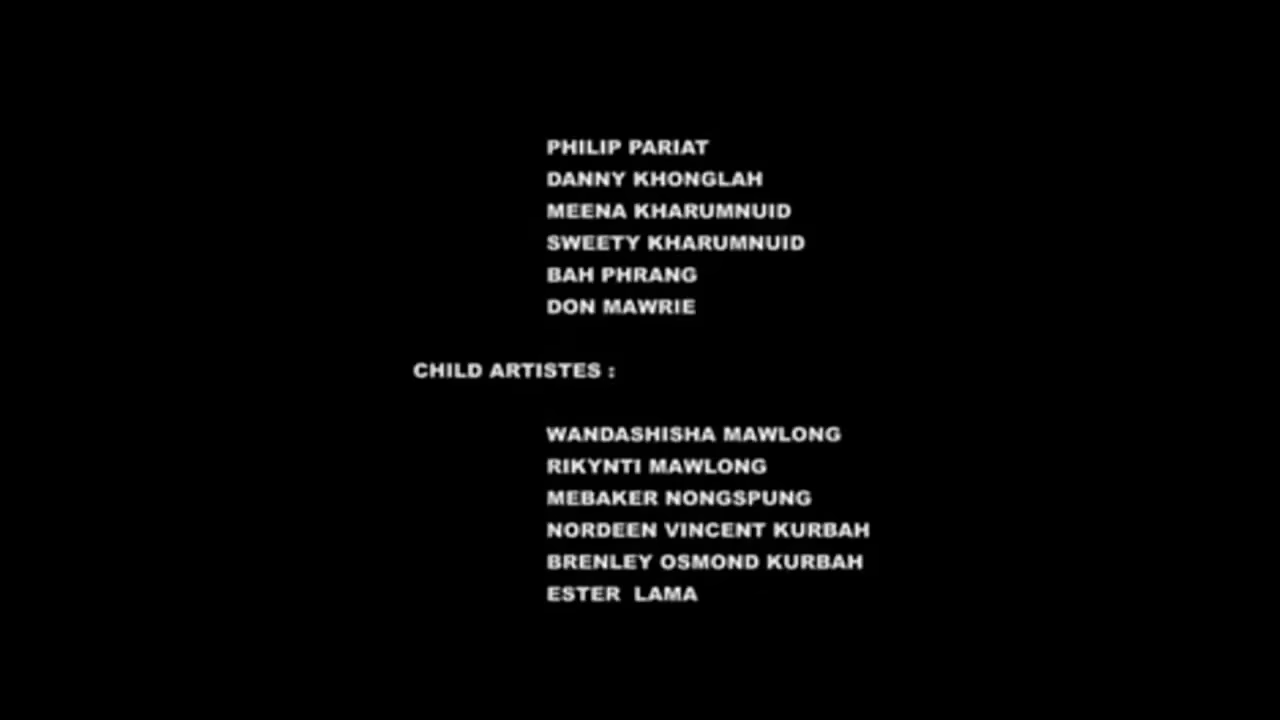 PHILIP PARIAT
DANNY KHONGLAH
MEENA KHARUMNUID
SWEETY KHARUMNUID
BAH PHRANG
DON MAWRIE
CHILD ARTISTES :
WANDASHISHA MAWLONG
RIKYNTI MAWLONG
MEBAKER NONGSPUNG
NORDEEN VINCENT KURBAH
BRENLEY OSMOND KURBAH
ESTER  LAMA